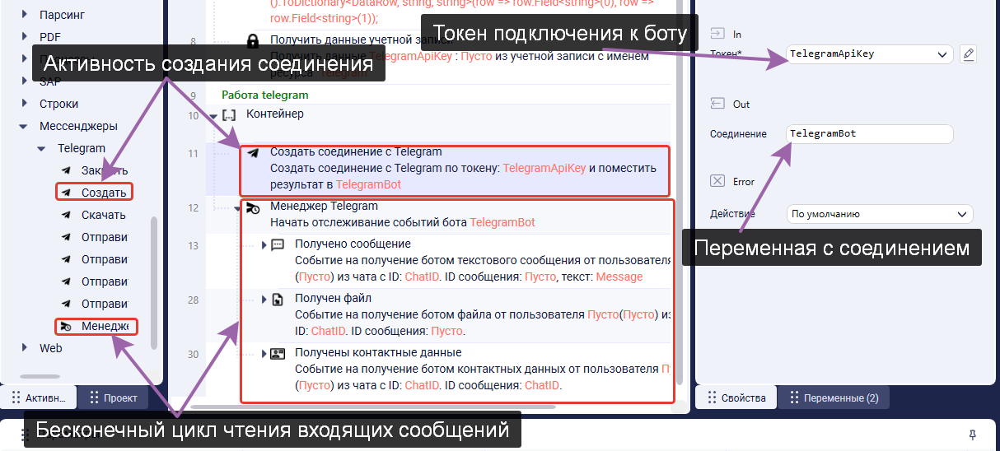 Парсинг
PDF
SAP
Строки
Мессенджеры
Telegram
Создать
Скачать
Отправит
Отправит
Отправит
Отправит
Менедже
Web
Активн...
Проект
Активность создания соединения
Токен подключения к боту
Переменная с соединением
Бесконечный цикл чтения входящих сообщений
().ToDictionary<DataRow, string, string>(row => row.Field<string>(0), row =>
row.Field<string>(1));
8
Получить данные учетной записи
Получить данные TelegramApiKey : Пусто из учетной записи с именем
ресурса "Telegram"
9
Работа telegram
10
Контейнер
11
Создать соединение с Telegram
Создать соединение с Telegram по токену: TelegramApiKey и поместить
результат в TelegramBot
12
Менеджер Telegram
Начать отслеживание событий бота TelegramBot
13
Получено сообщение
Событие на получение ботом текстового сообщения от пользователя
(Пусто) из чата с ID: ChatID. ID сообщения: Пусто, текст: Message
28
Получен файл
Событие на получение ботом файла от пользователя Пусто(Пусто) из
ID: ChatID. ID сообщения: Пусто.
30
Получены контактные данные
Событие на получение ботом контактных данных от пользователя П
(Пусто) из чата с ID: ChatID. ID сообщения: ChatID.
In
Токен*
TelegramApiKey
Out
Соединение
TelegramBot
Error
Действие
По умолчанию
Свойства
Переменные (2)